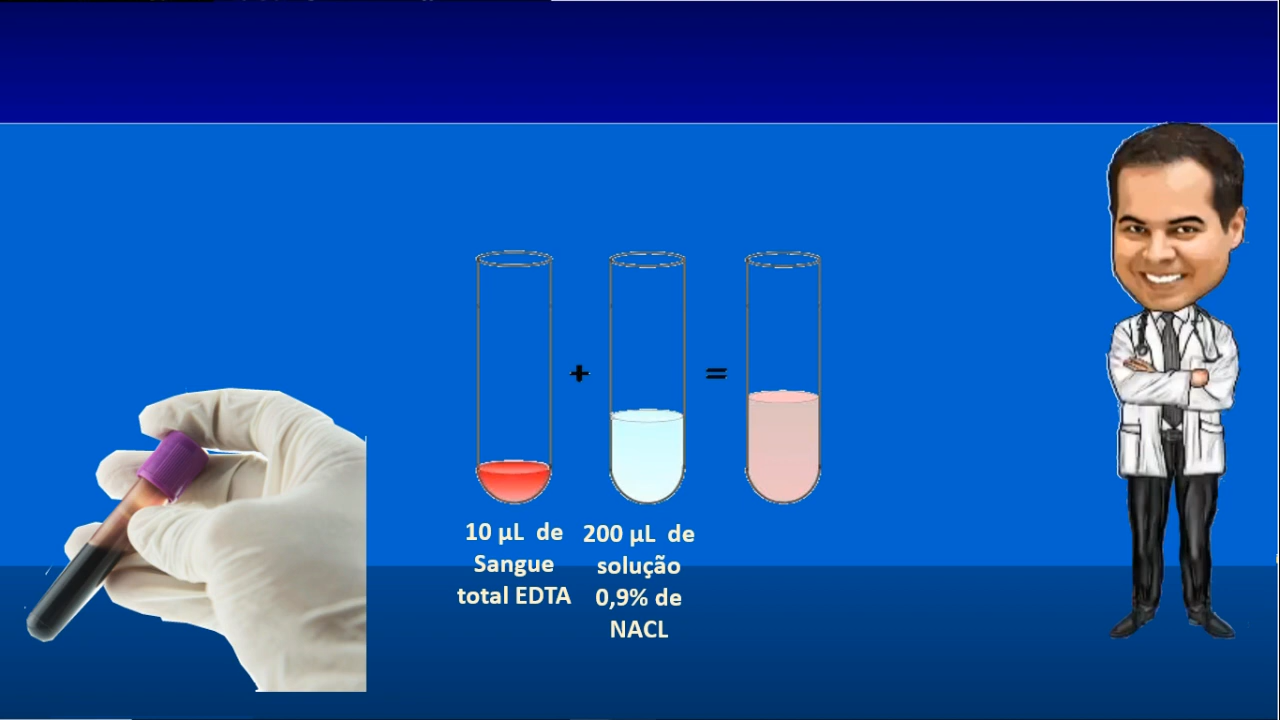 +
=
10 µL de
Sangue
total EDTA
200 µL de
solução
0,9% de
NACL